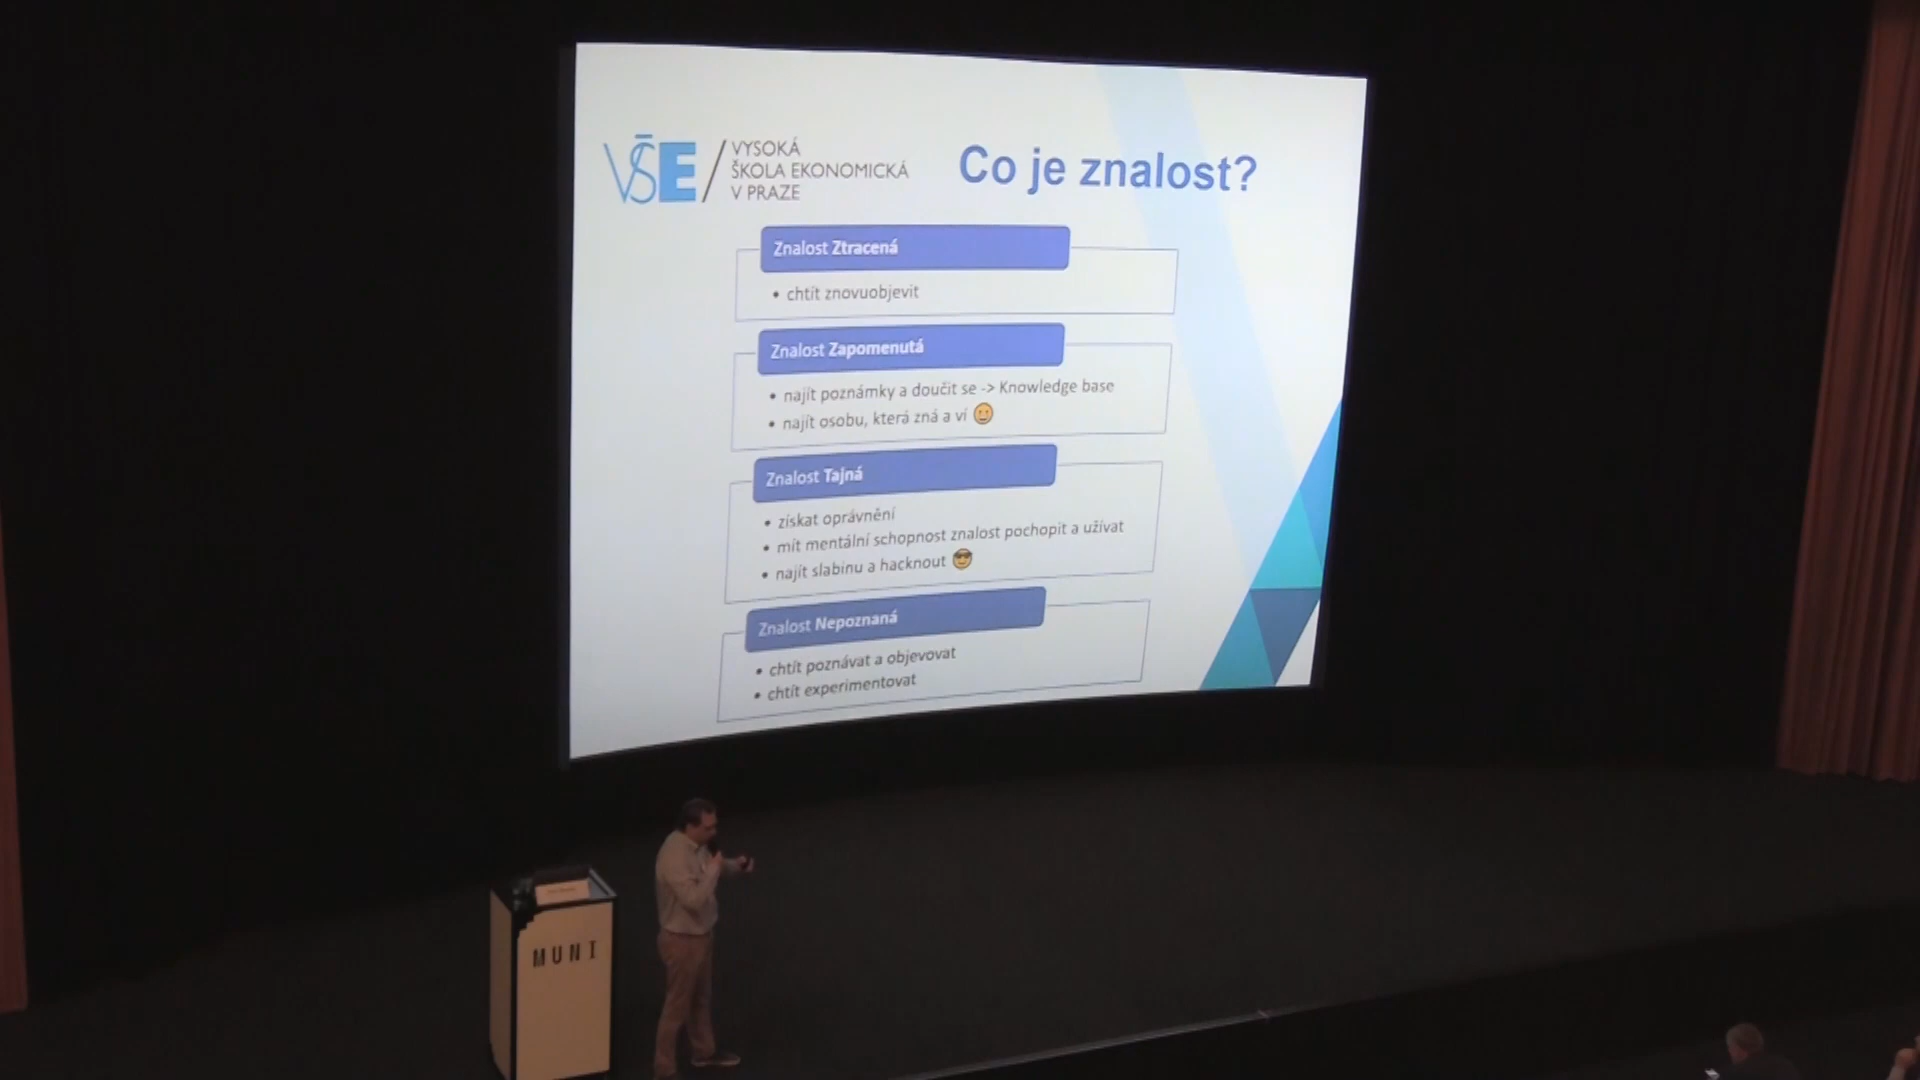 VŠE / VYSOKÁ
ŠKOLA EKONOMICKÁ
V PRAZE
Co je znalost?
Znalost Ztracená
• chtít znovuobjevit
Znalost Zapomenutá
• najít poznámky a doučit se -> Knowledge base
• najít osobu, která zná a ví 😀
Znalost Tajná
• získat oprávnění
• mít mentální schopnost znalost pochopit a užívat
• najít slabinu a hacknout 😎
Znalost Nepoznaná
• chtít poznávat a objevovat
• chtít experimentovat
MUNI